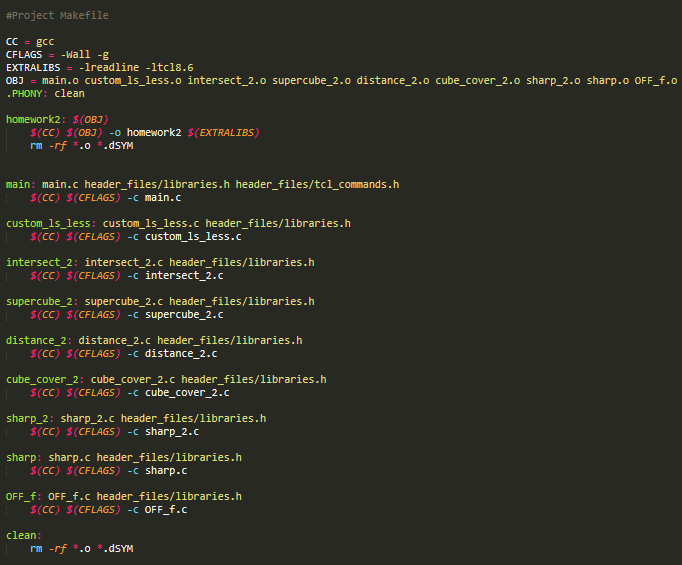 #Project Makefile
CC = gcc
CFLAGS = -Wall -g
EXTRALIBS = -lreadline -ltcl8.6
OBJ = main.o custom_ls_less.o intersect_2.o supercube_2.o distance_2.o cube_cover_2.o sharp_2.o sharp.o OFF_f.o
.PHONY: clean
homework2: $(OBJ)
$(CC) $(OBJ) -o homework2 $(EXTRALIBS)
rm -rf *.o *.dSYM
main: main.c header_files/libraries.h header_files/tcl_commands.h
$(CC) $(CFLAGS) -c main.c
custom_ls_less: custom_ls_less.c header_files/libraries.h
$(CC) $(CFLAGS) -c custom_ls_less.c
intersect_2: intersect_2.c header_files/libraries.h
$(CC) $(CFLAGS) -c intersect_2.c
supercube_2: supercube_2.c header_files/libraries.h
$(CC) $(CFLAGS) -c supercube_2.c
distance_2: distance_2.c header_files/libraries.h
$(CC) $(CFLAGS) -c distance_2.c
cube_cover_2: cube_cover_2.c header_files/libraries.h
$(CC) $(CFLAGS) -c cube_cover_2.c
sharp_2: sharp_2.c header_files/libraries.h
$(CC) $(CFLAGS) -c sharp_2.c
sharp: sharp.c header_files/libraries.h
$(CC) $(CFLAGS) -c sharp.c
OFF_f: OFF_f.c header_files/libraries.h
$(CC) $(CFLAGS) -c OFF_f.c
clean:
rm -rf *.o *.dSYM